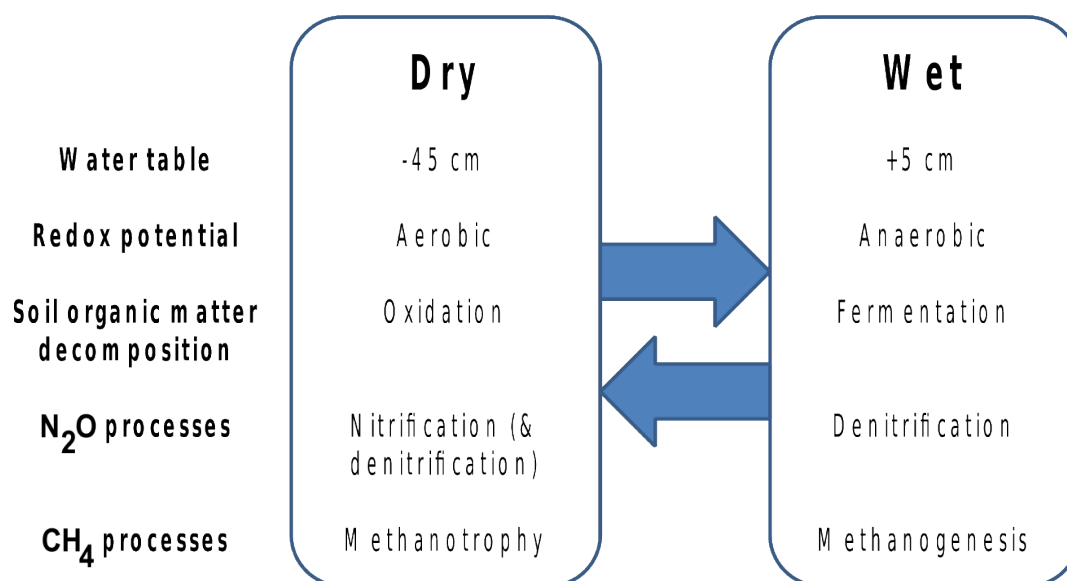 Dry Wet
Water table -45 cm +5 cm
Redox potential Aerobic Anaerobic
Soil organic matter Oxidation Fermentation
decomposition
N₂O processes Nitrification (& Denitrification
denitrification)
CH₄ processes Methanotrophy Methanogenesis